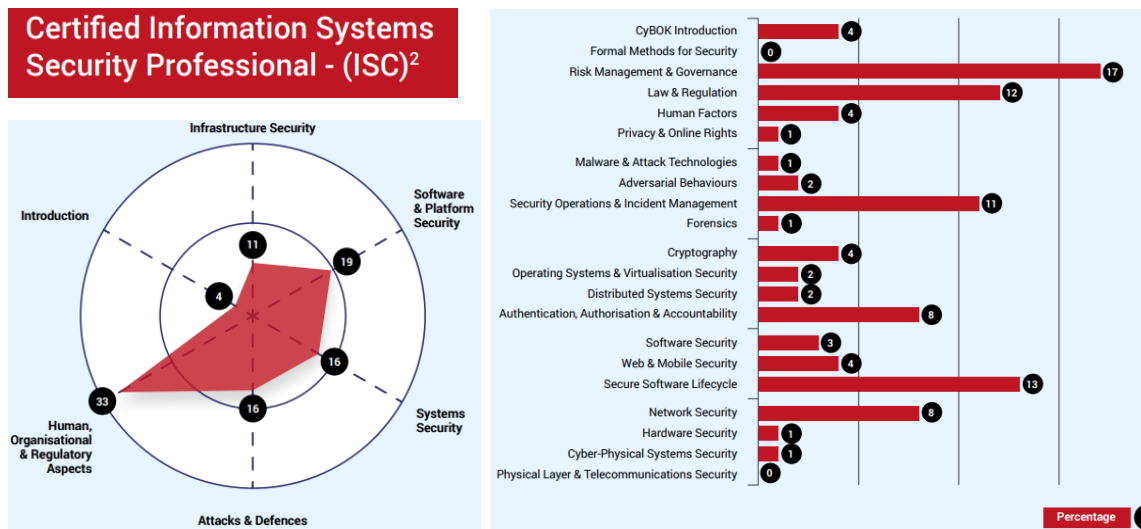 Certified Information Systems
Security Professional - (ISC)²
Infrastructure Security
Software
& Platform
Security
Introduction
11
19
4
16
33
16
Human,
Organisational
& Regulatory
Aspects
Systems
Security
Attacks & Defences
CyBOK Introduction 4
Formal Methods for Security 0
Risk Management & Governance 17
Law & Regulation 12
Human Factors 4
Privacy & Online Rights 1
Malware & Attack Technologies 1
Adversarial Behaviours 2
Security Operations & Incident Management 11
Forensics 1
Cryptography 4
Operating Systems & Virtualisation Security 2
Distributed Systems Security 2
Authentication, Authorisation & Accountability 8
Software Security 3
Web & Mobile Security 4
Secure Software Lifecycle 13
Network Security 8
Hardware Security 1
Cyber-Physical Systems Security 1
Physical Layer & Telecommunications Security 0
Percentage